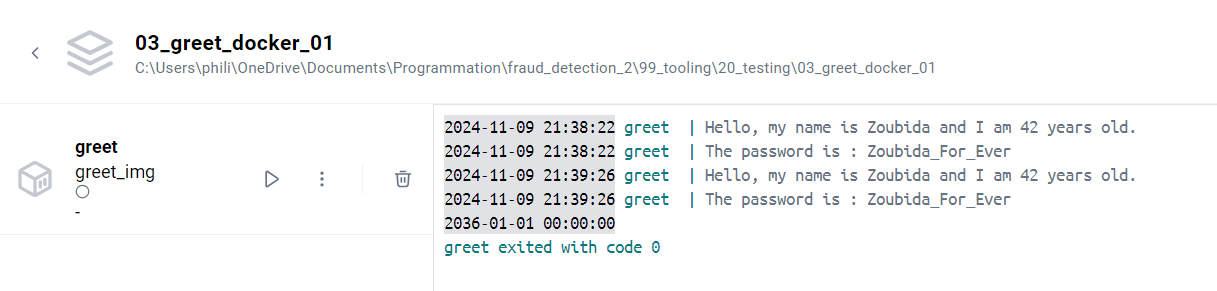 03_greet_docker_01
C:\Users\phili\OneDrive\Documents\Programmation\fraud_detection_2\99_tooling\20_testing\03_greet_docker_01
greet
greet_img
-
2024-11-09 21:38:22 greet | Hello, my name is Zoubida and I am 42 years old.
2024-11-09 21:38:22 greet | The password is : Zoubida_For_Ever
2024-11-09 21:39:26 greet | Hello, my name is Zoubida and I am 42 years old.
2024-11-09 21:39:26 greet | The password is : Zoubida_For_Ever
2036-01-01 00:00:00
greet exited with code 0